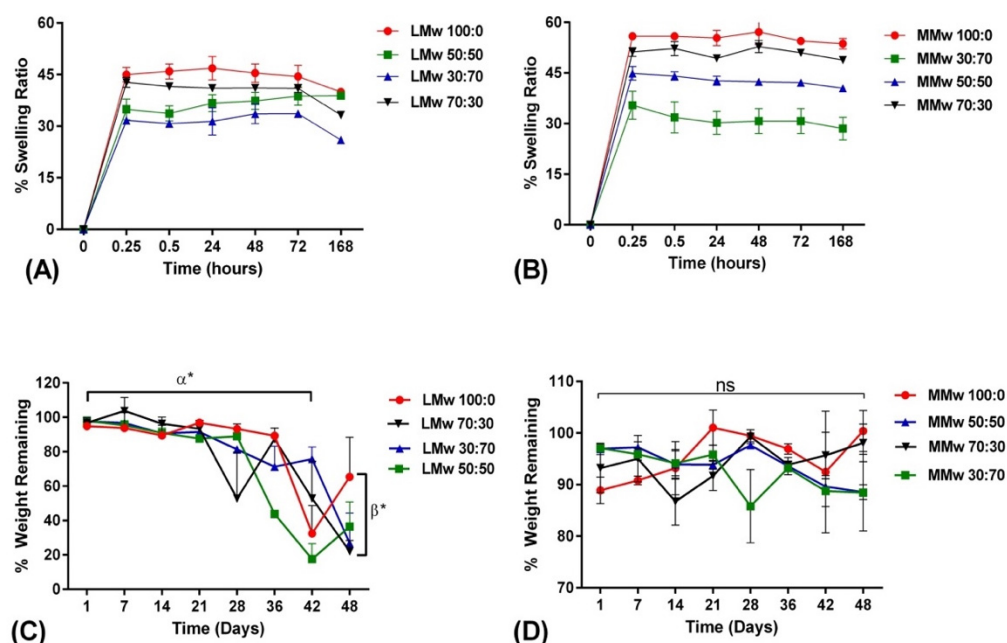 % Swelling Ratio
60
45
30
15
0
0 0.25 0.5 24 48 72 168
Time (hours)
LMw 100:0
LMw 50:50
LMw 30:70
LMw 70:30
(A)
% Swelling Ratio
60
45
30
15
0
0 0.25 0.5 24 48 72 168
Time (hours)
MMw 100:0
MMw 30:70
MMw 50:50
MMw 70:30
(B)
% Weight Remaining
120
100
80
60
40
20
0
1 7 14 21 28 36 42 48
Time (Days)
α*
β*
LMw 100:0
LMw 70:30
LMw 30:70
LMw 50:50
(C)
% Weight Remaining
110
100
90
80
70
1 7 14 21 28 36 42 48
Time (Days)
ns
MMw 100:0
MMw 50:50
MMw 70:30
MMw 30:70
(D)